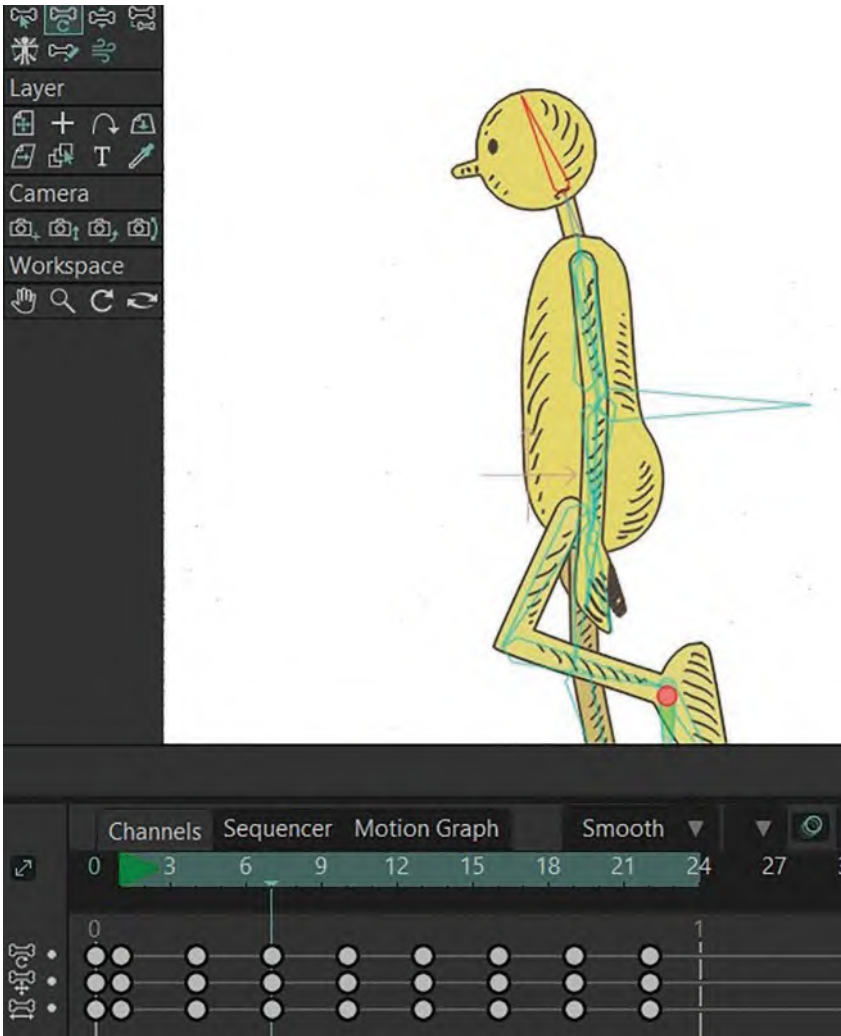 Layer
T
Camera
Workspace
Channels Sequencer Motion Graph Smooth
0 3 6 9 12 15 18 21 24 27
0 1